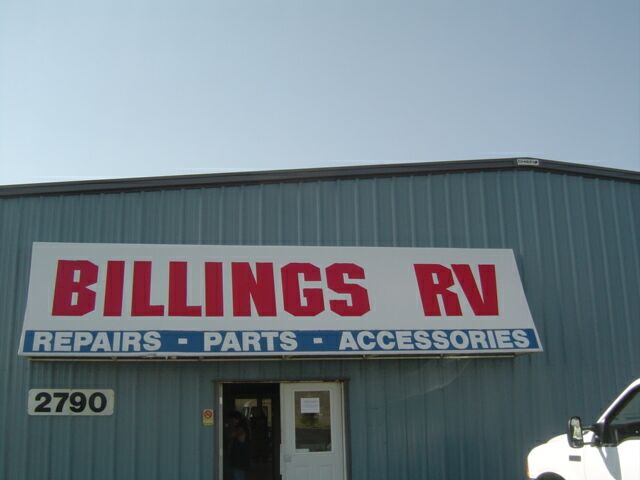 BILLINGS RV
REPAIRS - PARTS - ACCESSORIES
2790